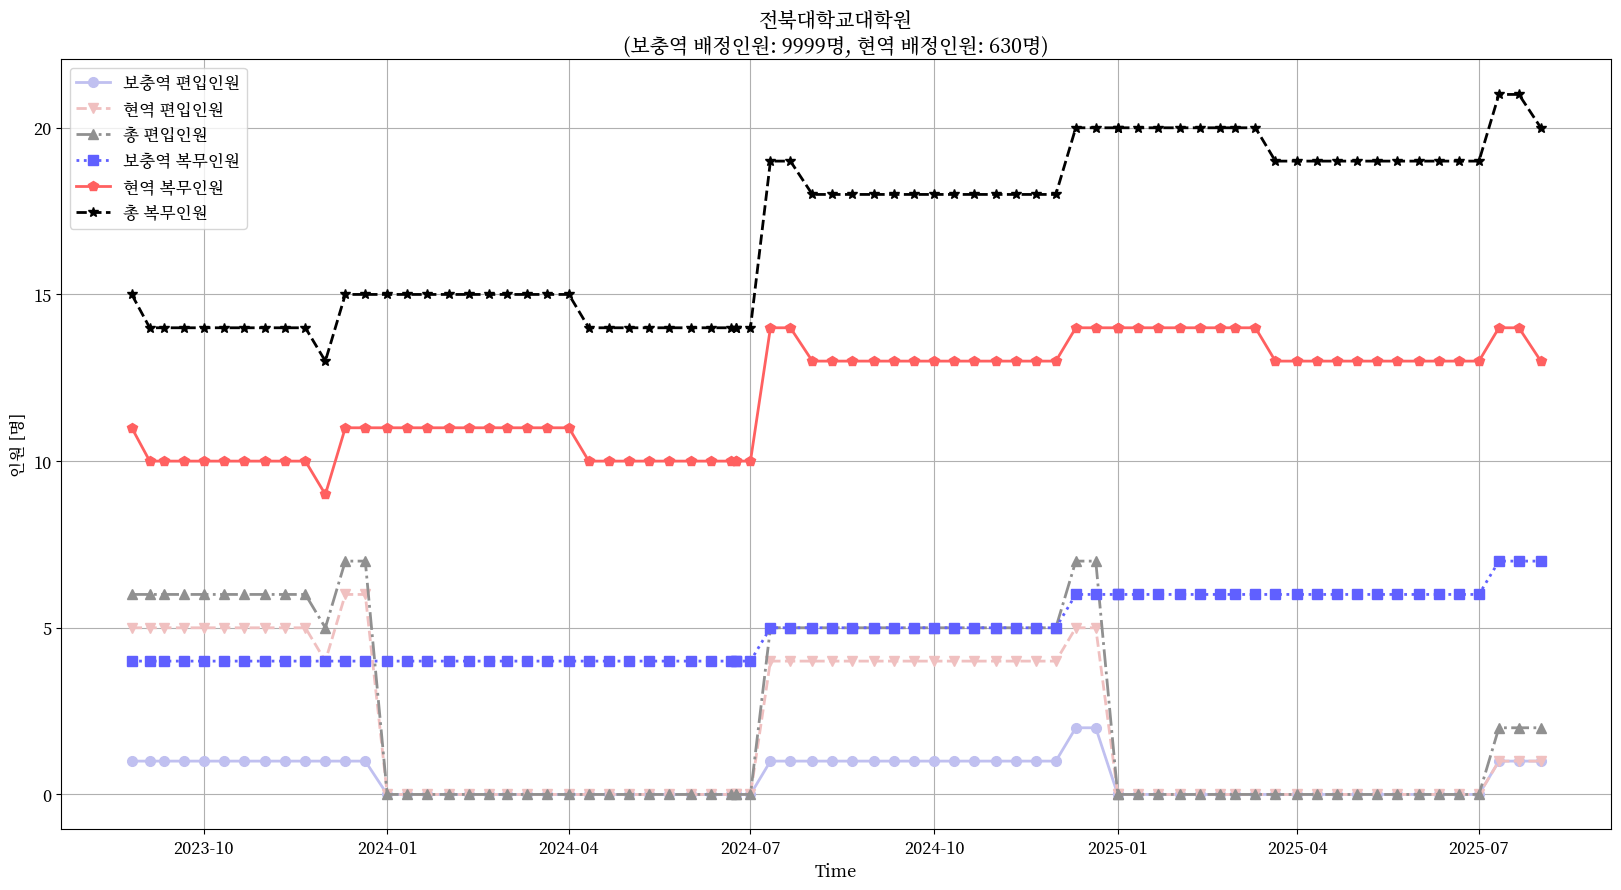 전북대학교대학원
(보충역 배정인원: 9999명, 현역 배정인원: 630명)
보충역 편입인원
현역 편입인원
총 편입인원
보충역 복무인원
현역 복무인원
총 복무인원
20
15
10
5
0
인원 [명]
2023-10
2024-01
2024-04
2024-07
2024-10
2025-01
2025-04
2025-07
Time